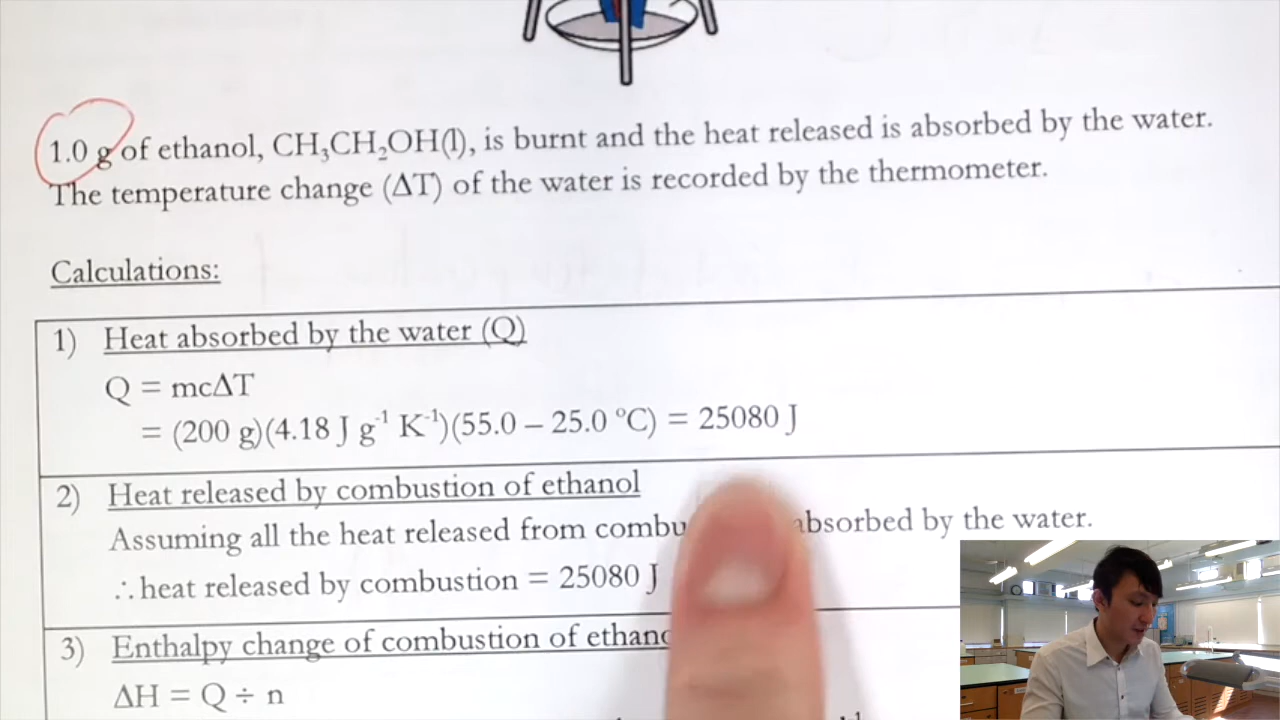 1.0 g of ethanol, CH₃CH₂OH(l), is burnt and the heat released is absorbed by the water.
The temperature change (ΔT) of the water is recorded by the thermometer.
Calculations:
1) Heat absorbed by the water (Q)
Q = mcΔT
= (200 g)(4.18 J g⁻¹ K⁻¹)(55.0 – 25.0 °C) = 25080 J
2) Heat released by combustion of ethanol
Assuming all the heat released from combu absorbed by the water.
∴ heat released by combustion = 25080 J
3) Enthalpy change of combustion of ethano
ΔH = Q ÷ n